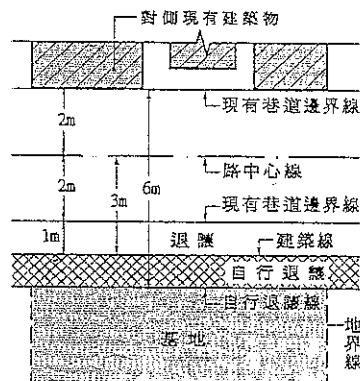 對側現有建築物
2m
現有巷道邊界線
路中心線
2m
3m
6m
現有巷道邊界線
1m
退讓
建築線
自行退讓
自行退讓線
基地
地界線